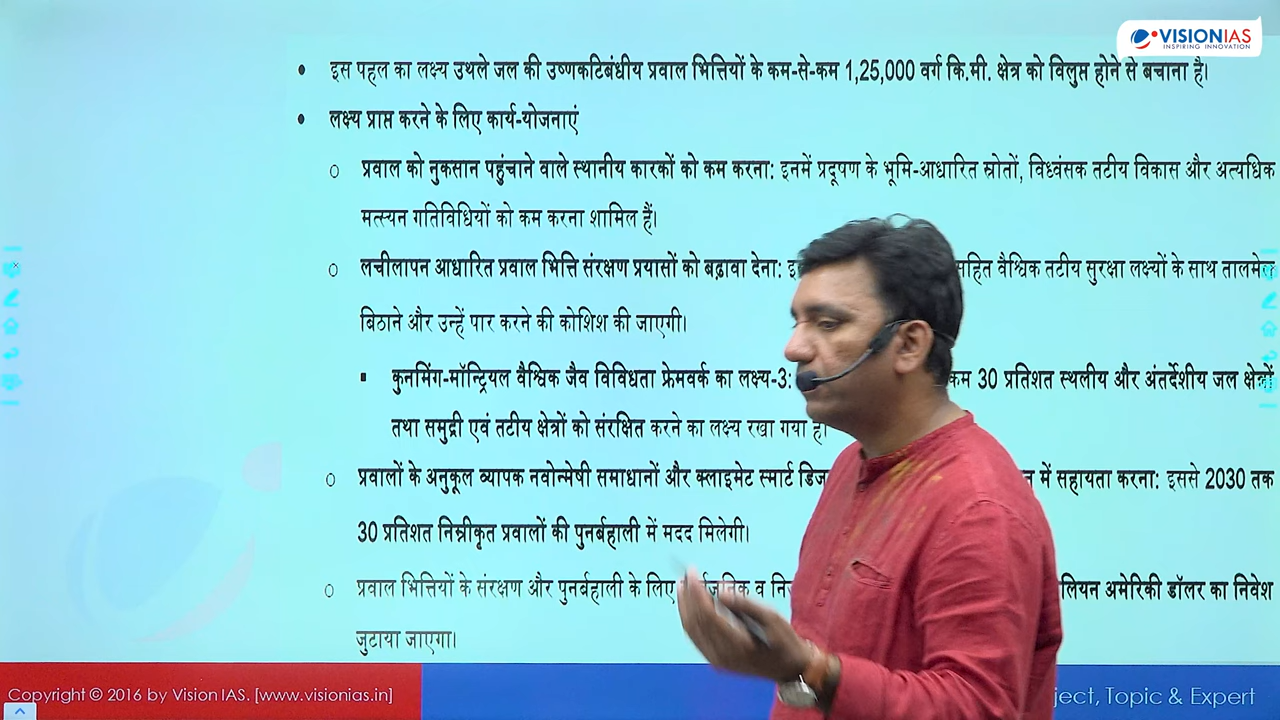 VISIONIAS
INSPIRING INNOVATION
• इस पहल का लक्ष्य उथले जल की उष्णकटिबंधीय प्रवाल भित्तियों के कम-से-कम 1,25,000 वर्ग कि.मी. क्षेत्र को विलुप्त होने से बचाना है।
• लक्ष्य प्राप्त करने के लिए कार्य-योजनाएं
○ प्रवाल को नुकसान पहुंचाने वाले स्थानीय कारकों को कम करना: इनमें प्रदूषण के भूमि-आधारित स्रोतों, विध्वंसक तटीय विकास और अत्यधिक
मत्स्यन गतिविधियों को कम करना शामिल हैं।
○ लचीलापन आधारित प्रवाल भित्ति संरक्षण प्रयासों को बढ़ावा देना: सहित वैश्विक तटीय सुरक्षा लक्ष्यों के साथ तालमेल
बिठाने और उन्हें पार करने की कोशिश की जाएगी।
▪ कुनमिंग-मॉन्ट्रियल वैश्विक जैव विविधता फ्रेमवर्क का लक्ष्य-3: कम 30 प्रतिशत स्थलीय और अंतर्देशीय जल क्षेत्रों
तथा समुद्री एवं तटीय क्षेत्रों को संरक्षित करने का लक्ष्य रखा गया है।
○ प्रवालों के अनुकूल व्यापक नवोन्मेषी समाधानों और क्लाइमेट स्मार्ट में सहायता करना: इससे 2030 तक
30 प्रतिशत निम्नीकृत प्रवालों की पुनर्बहाली में मदद मिलेगी।
○ प्रवाल भित्तियों के संरक्षण और पुनर्बहाली के लिए व अमेरिकी डॉलर का निवेश
जुटाया जाएगा।
Copyright © 2016 by Vision IAS. [www.visionias.in] Topic & Expert